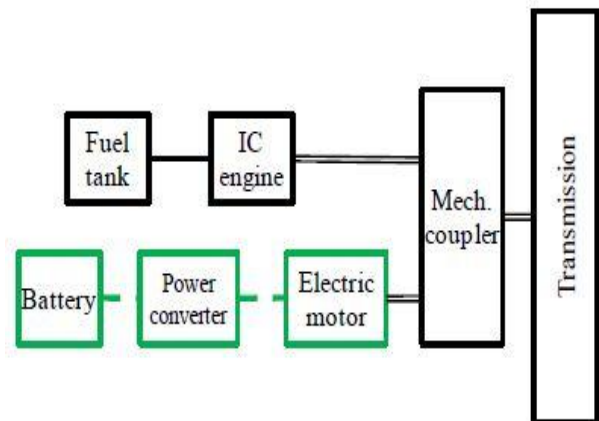 Fuel
tank
IC
engine
Mech.
coupler
Transmission
Battery
Power
converter
Electric
motor